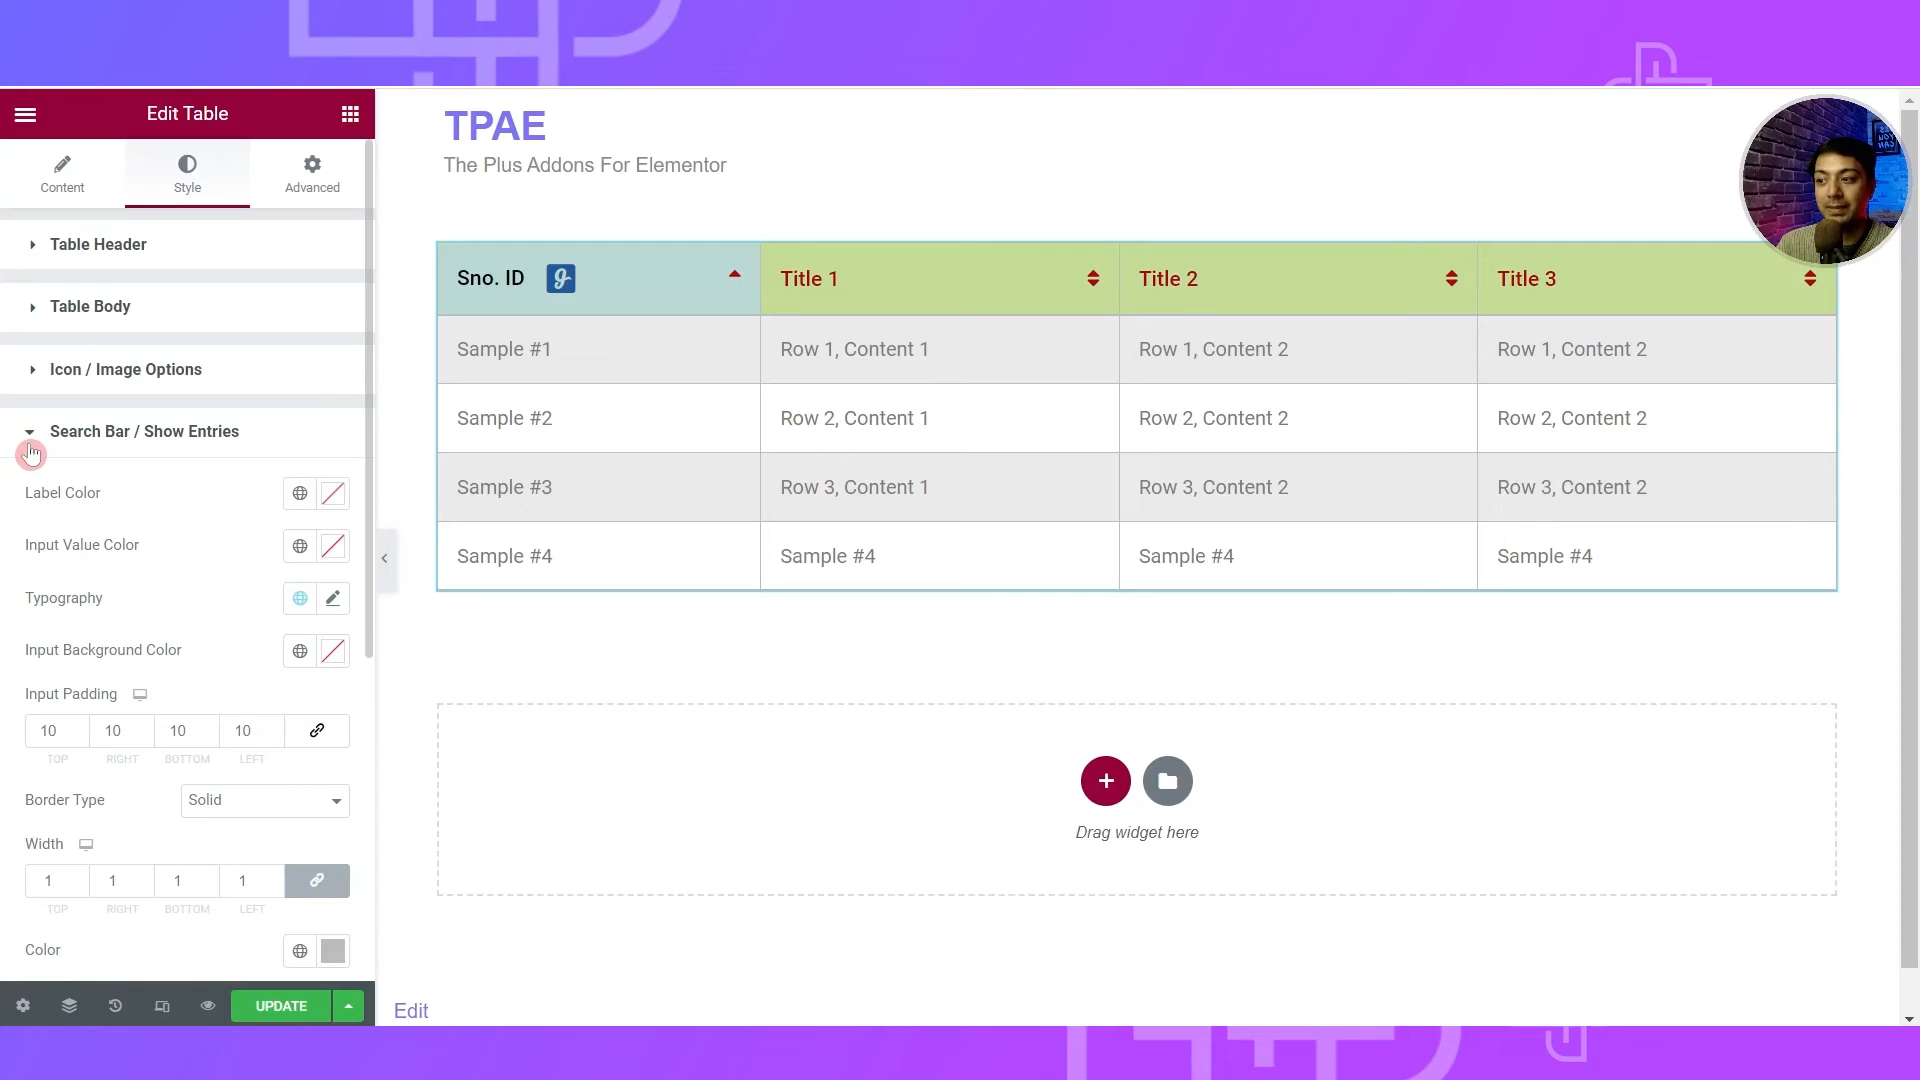 Edit Table
Content
Style
Advanced
Table Header
Table Body
Icon / Image Options
Search Bar / Show Entries
Label Color
Input Value Color
Typography
Input Background Color
Input Padding
10 10 10 10
TOP RIGHT BOTTOM LEFT
Border Type Solid
Width
1 1 1 1
TOP RIGHT BOTTOM LEFT
Color
UPDATE
TPAE
The Plus Addons For Elementor
Sno. ID Title 1 Title 2 Title 3
Sample #1 Row 1, Content 1 Row 1, Content 2 Row 1, Content 2
Sample #2 Row 2, Content 1 Row 2, Content 2 Row 2, Content 2
Sample #3 Row 3, Content 1 Row 3, Content 2 Row 3, Content 2
Sample #4 Sample #4 Sample #4 Sample #4
Drag widget here
Edit